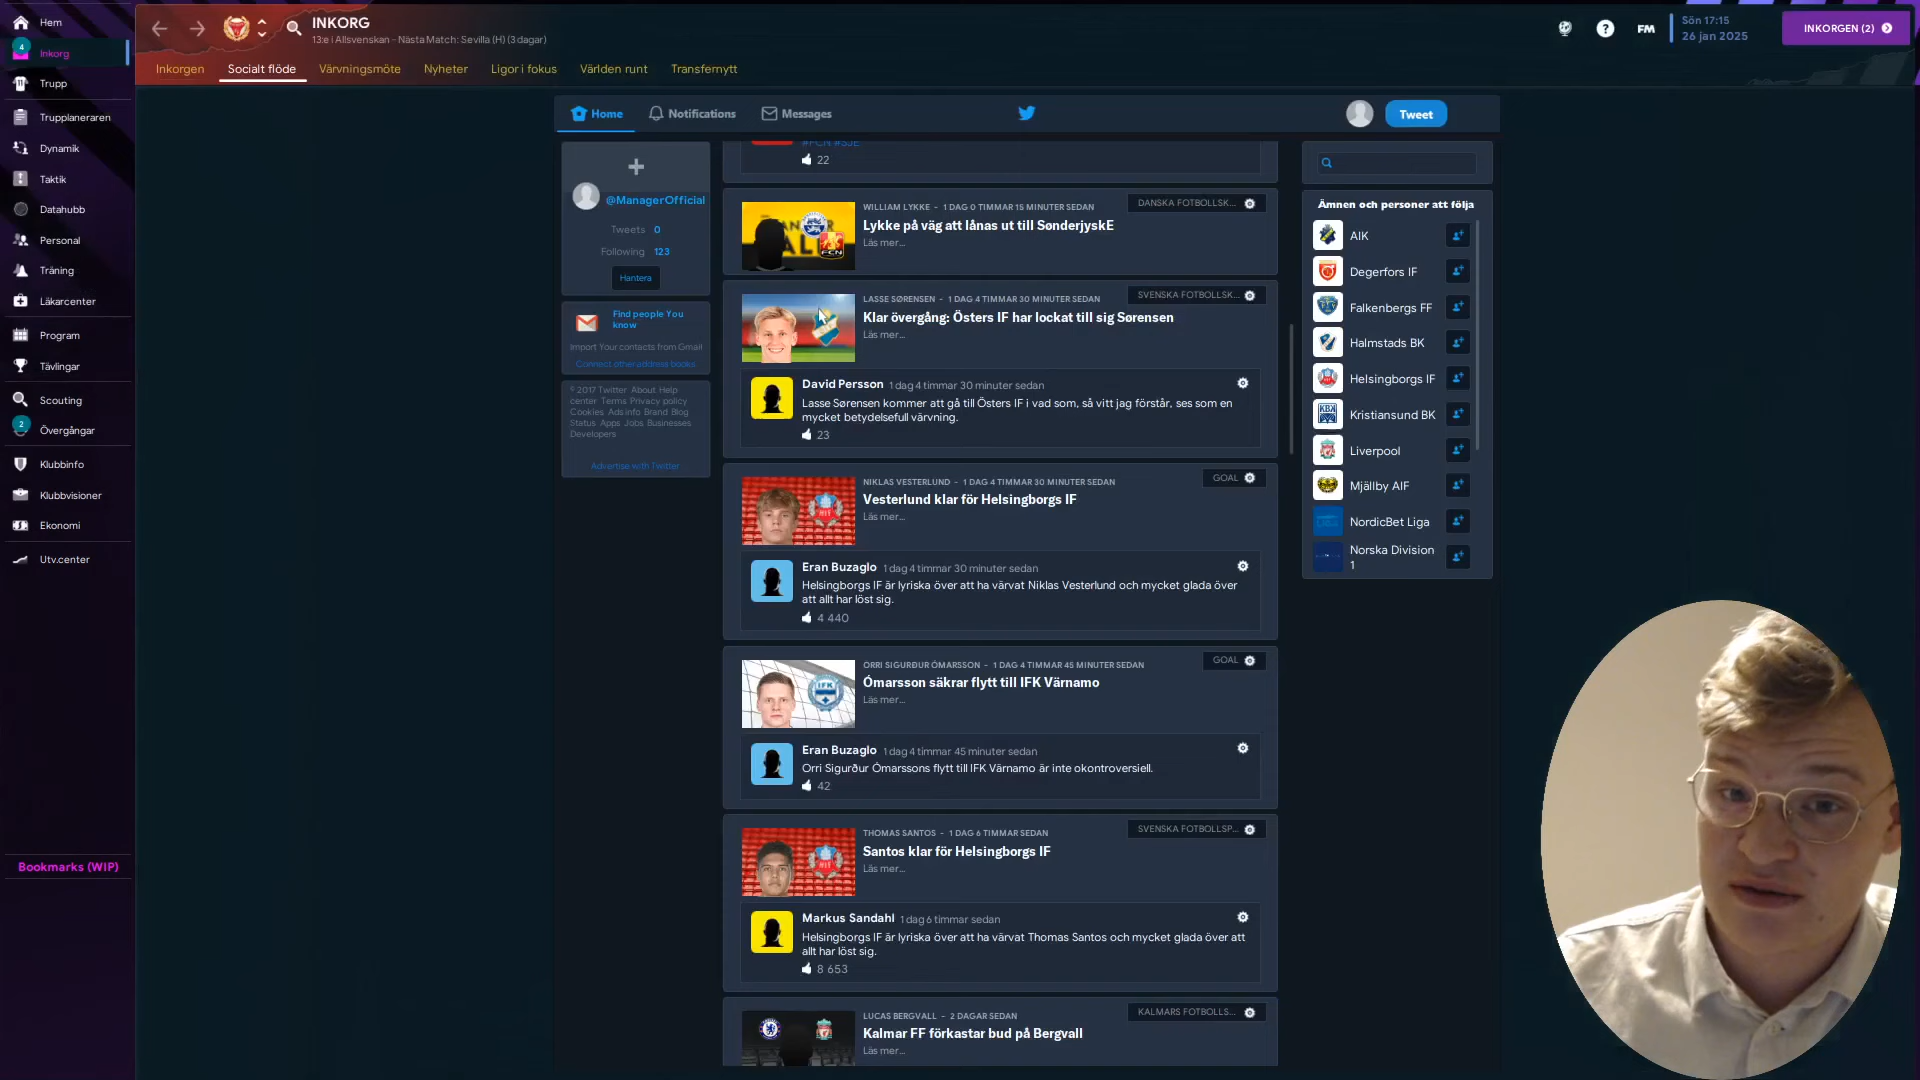 Hem
4
Inkorg
Trupp
Trupplaneraren
Dynamik
Taktik
Datahubb
Personal
Träning
Läkarcenter
Program
Tävlingar
Scouting
2
Övergångar
Klubbinfo
Klubbvisioner
Ekonomi
Utv.center
Bookmarks (WIP)
INKORG
13:e i Allsvenskan - Nästa Match: Sevilla (H) (3 dagar)
FM
Sön 17:15
26 jan 2025
INKORGEN (2)
Inkorgen
Socialt flöde
Värvningsmöte
Nyheter
Ligor i fokus
Världen runt
Transfernytt
Home
Notifications
Messages
Tweet
@ManagerOfficial
Tweets 0
Following 123
Hantera
Find people You
know
Import Your contacts from Gmail
Connect other address books.
© 2017 Twitter About Help
center Terms Privacy policy
Cookies Ads info Brand Blog
Status Apps Jobs Businesses
Developers
Advertise with Twitter
#FCN #SJE
22
WILLIAM LYKKE - 1 DAG 0 TIMMAR 15 MINUTER SEDAN
DANSKA FOTBOLLSK...
Lykke på väg att lånas ut till SønderjyskE
Läs mer...
LASSE SØRENSEN - 1 DAG 4 TIMMAR 30 MINUTER SEDAN
SVENSKA FOTBOLLSK...
Klar övergång: Östers IF har lockat till sig Sørensen
Läs mer...
David Persson 1 dag 4 timmar 30 minuter sedan
Lasse Sørensen kommer att gå till Östers IF i vad som, så vitt jag förstår, ses som en
mycket betydelsefull värvning.
23
NIKLAS VESTERLUND - 1 DAG 4 TIMMAR 30 MINUTER SEDAN
GOAL
Vesterlund klar för Helsingborgs IF
Läs mer...
Eran Buzaglo 1 dag 4 timmar 30 minuter sedan
Helsingborgs IF är lyriska över att ha värvat Niklas Vesterlund och mycket glada över
att allt har löst sig.
4 440
ORRI SIGURÐUR ÓMARSSON - 1 DAG 4 TIMMAR 45 MINUTER SEDAN
GOAL
Ómarsson säkrar flytt till IFK Värnamo
Läs mer...
Eran Buzaglo 1 dag 4 timmar 45 minuter sedan
Orri Sigurður Ómarssons flytt till IFK Värnamo är inte okontroversiell.
42
THOMAS SANTOS - 1 DAG 6 TIMMAR SEDAN
SVENSKA FOTBOLLSP...
Santos klar för Helsingborgs IF
Läs mer...
Markus Sandahl 1 dag 6 timmar sedan
Helsingborgs IF är lyriska över att ha värvat Thomas Santos och mycket glada över att
allt har löst sig.
8 653
LUCAS BERGVALL - 2 DAGAR SEDAN
KALMARS FOTBOLLS...
Kalmar FF förkastar bud på Bergvall
Läs mer...
Ämnen och personer att följa
AIK
Degerfors IF
Falkenbergs FF
Halmstads BK
Helsingborgs IF
Kristiansund BK
Liverpool
Mjällby AIF
NordicBet Liga
Norska Division
1